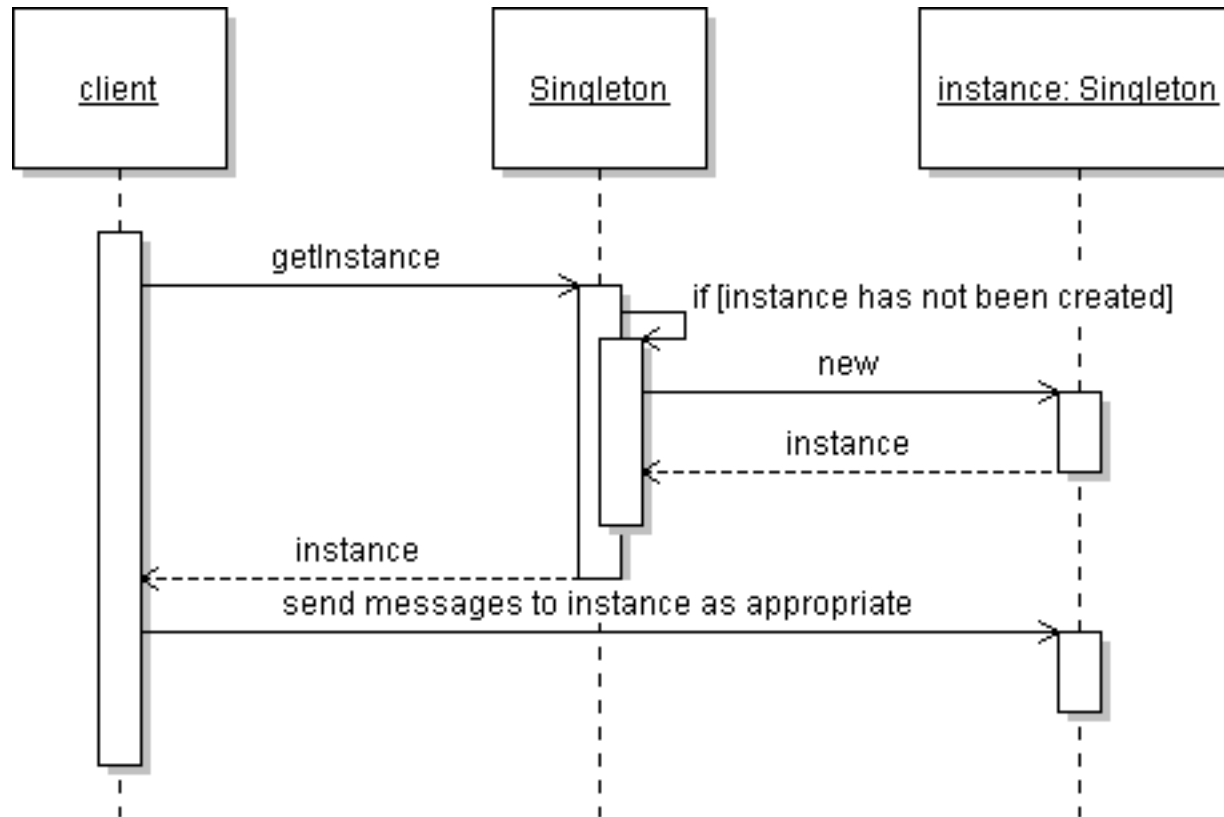 client
Singleton
instance: Singleton
getInstance
if [instance has not been created]
new
instance
instance
send messages to instance as appropriate